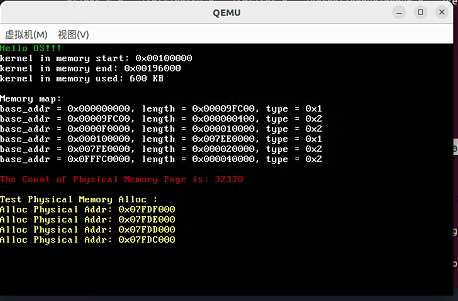 QEMU
虚拟机(M) 视图(V)
Hello OS!!!
kernel in memory start: 0x00100000
kernel in memory end: 0x00196000
kernel in memory used: 600 KB
Memory map:
base_addr = 0x000000000, length = 0x00009FC00, type = 0x1
base_addr = 0x00009FC00, length = 0x000000400, type = 0x2
base_addr = 0x0000F0000, length = 0x000010000, type = 0x2
base_addr = 0x000100000, length = 0x007EE0000, type = 0x1
base_addr = 0x007FE0000, length = 0x000020000, type = 0x2
base_addr = 0x0FFFC0000, length = 0x000040000, type = 0x2
The Count of Physical Memory Page is: 32330
Test Physical Memory Alloc :
Alloc Physical Addr: 0x07FDF000
Alloc Physical Addr: 0x07FDE000
Alloc Physical Addr: 0x07FDD000
Alloc Physical Addr: 0x07FDC000